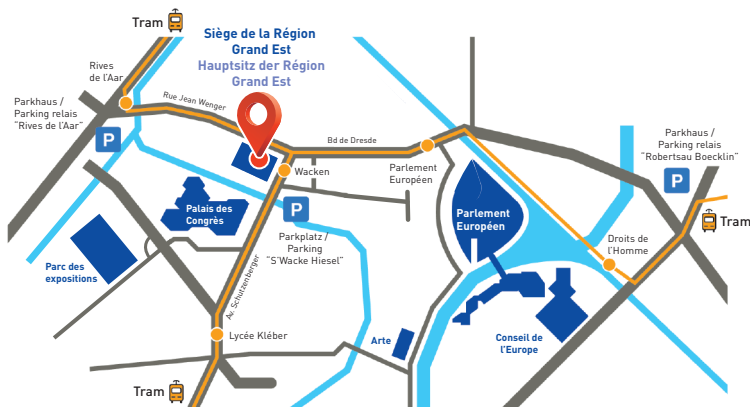 Tram
Siège de la Région
Grand Est
Hauptsitz der Région
Grand Est
Rives
de l'Aar
Rue Jean Wenger
Parkhaus /
Parking relais
"Rives de l'Aar"
P
Bd de Dresde
Wacken
Parlement
Européen
Parkhaus /
Parking relais
"Robertsau Boecklin"
P
Palais des
Congrès
P
Parkplatz /
Parking
"S'Wacke Hiesel"
Parlement
Européen
Tram
Droits de
l'Homme
Parc des
expositions
Av. Schutzenberger
Lycée Kléber
Arte
Conseil de
l'Europe
Tram